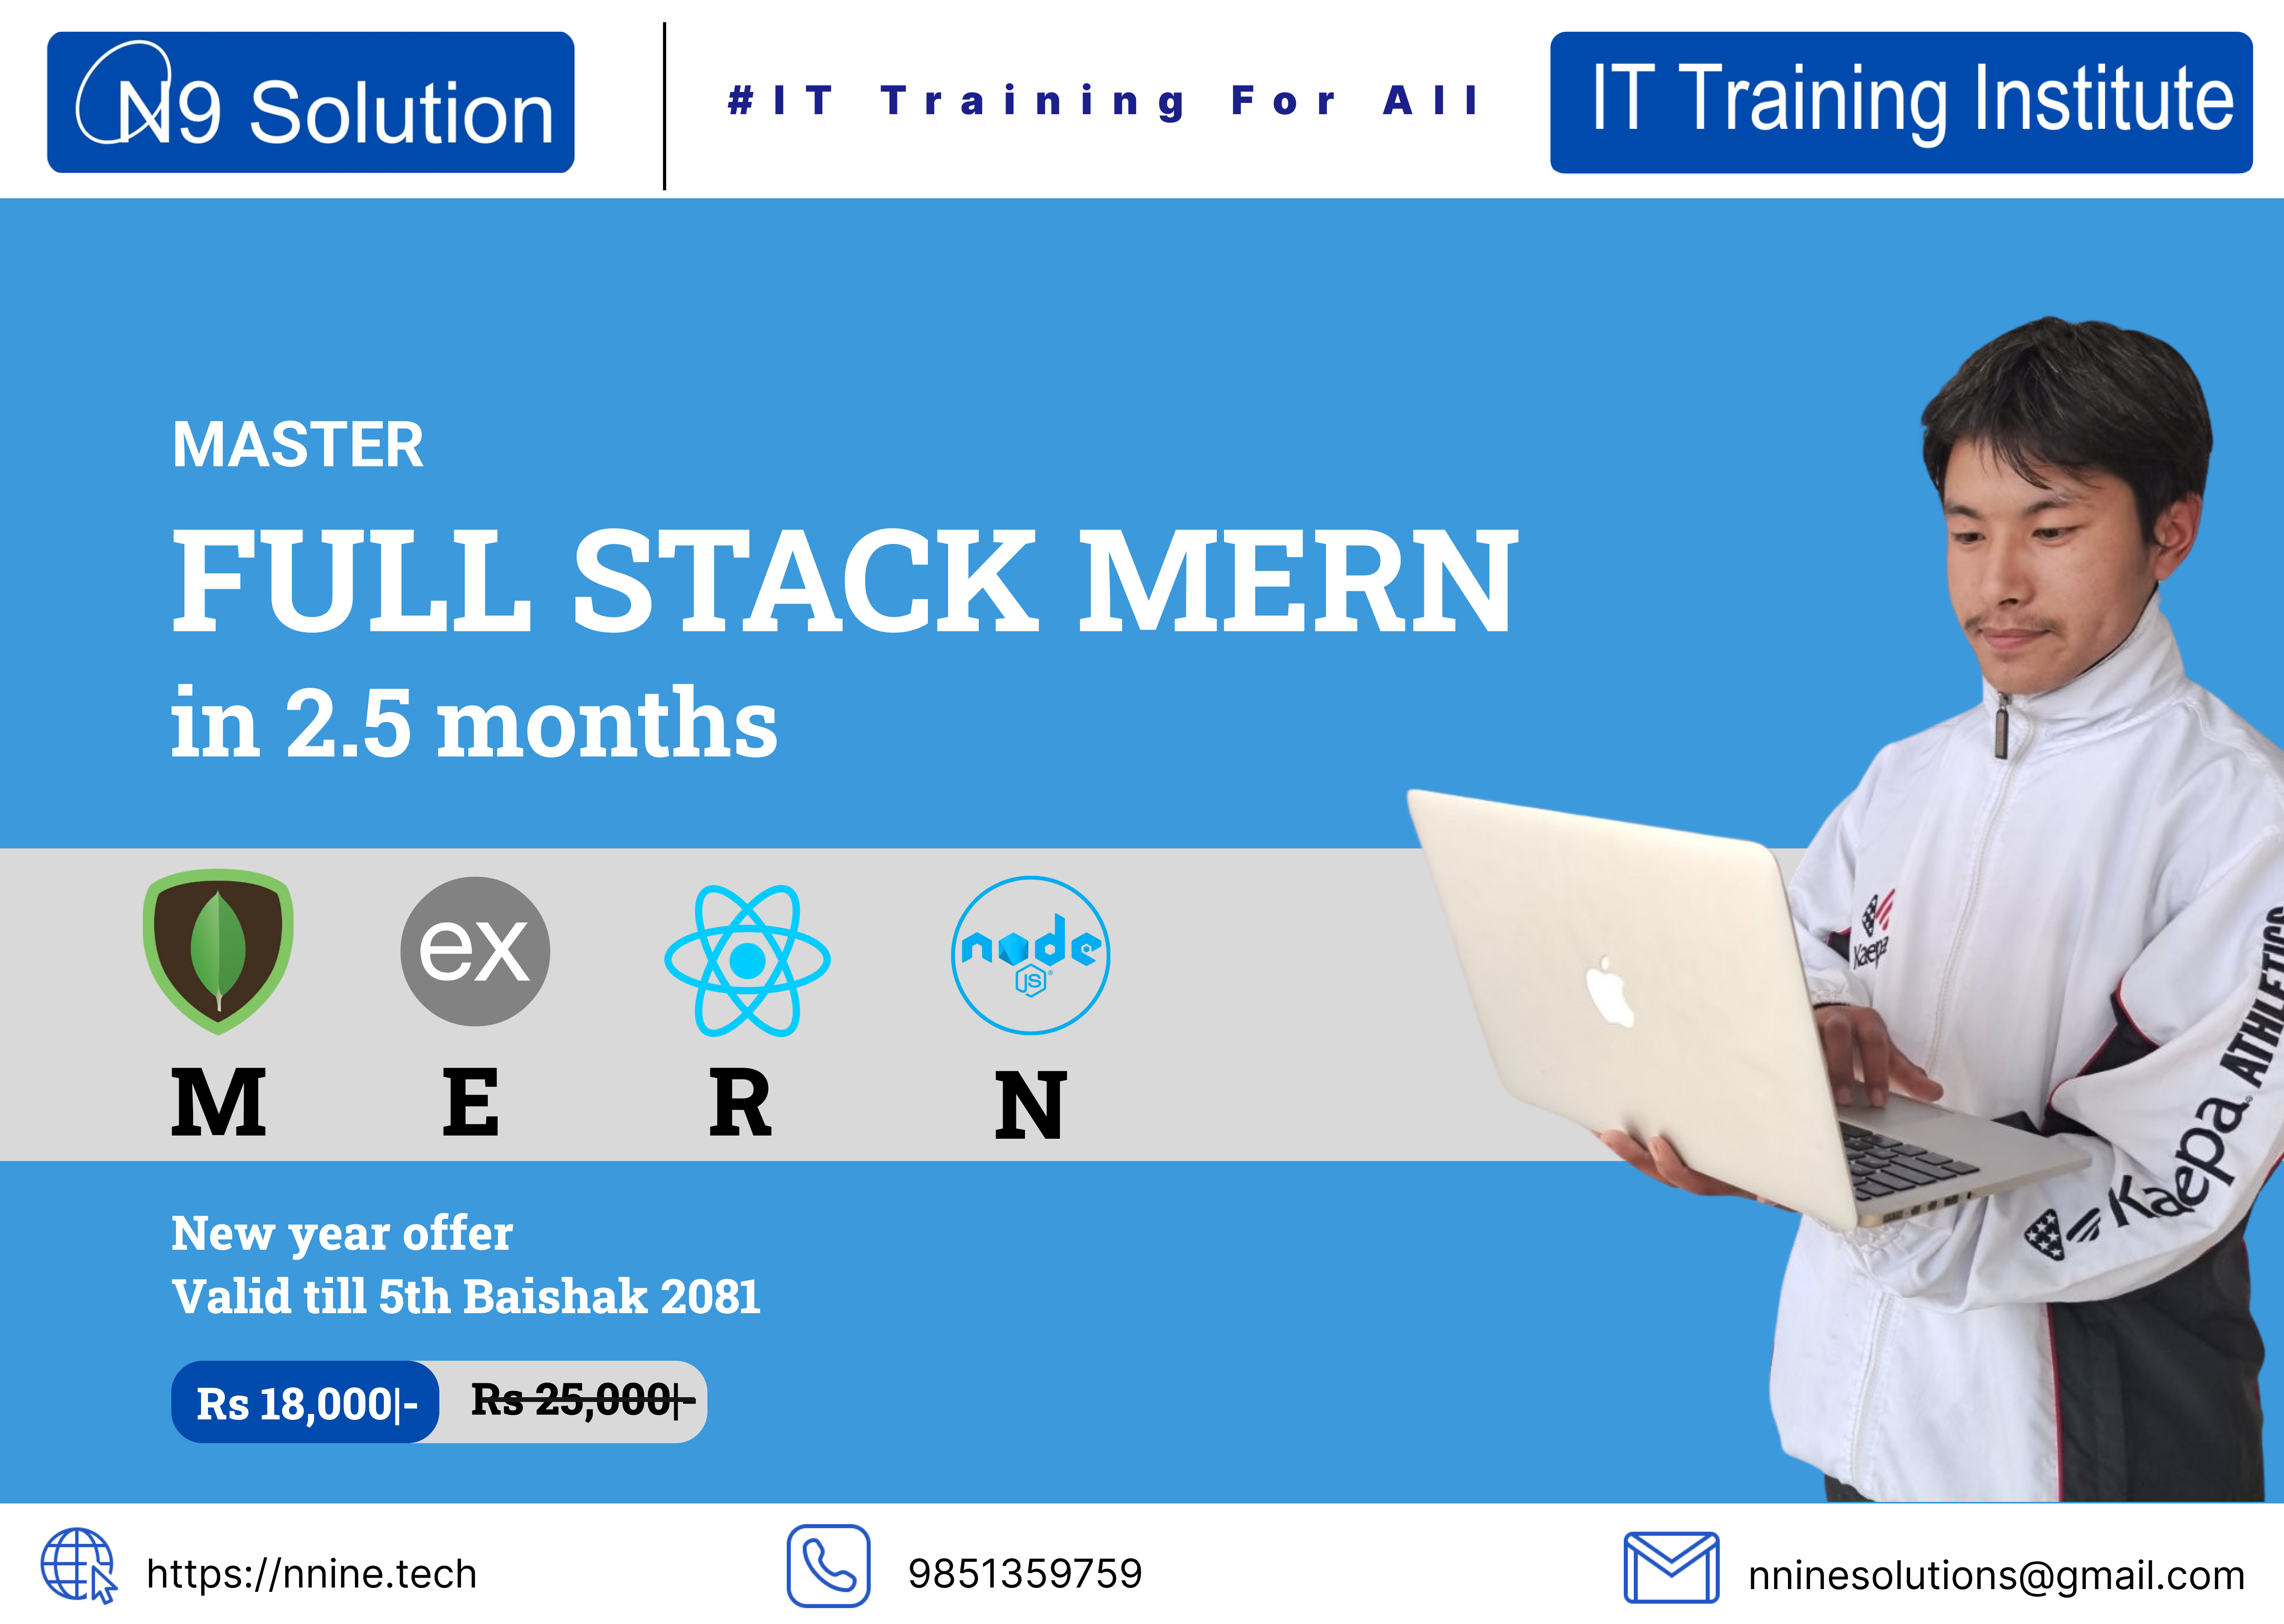 N9 Solution
#IT Training For All
IT Training Institute
MASTER
FULL STACK MERN
in 2.5 months
ex
node
JS
M E R N
Kaepa
Kaepa ATHLETICS
New year offer
Valid till 5th Baishak 2081
Rs 18,000|- Rs 25,000|-
https://nnine.tech
9851359759
nninesolutions@gmail.com